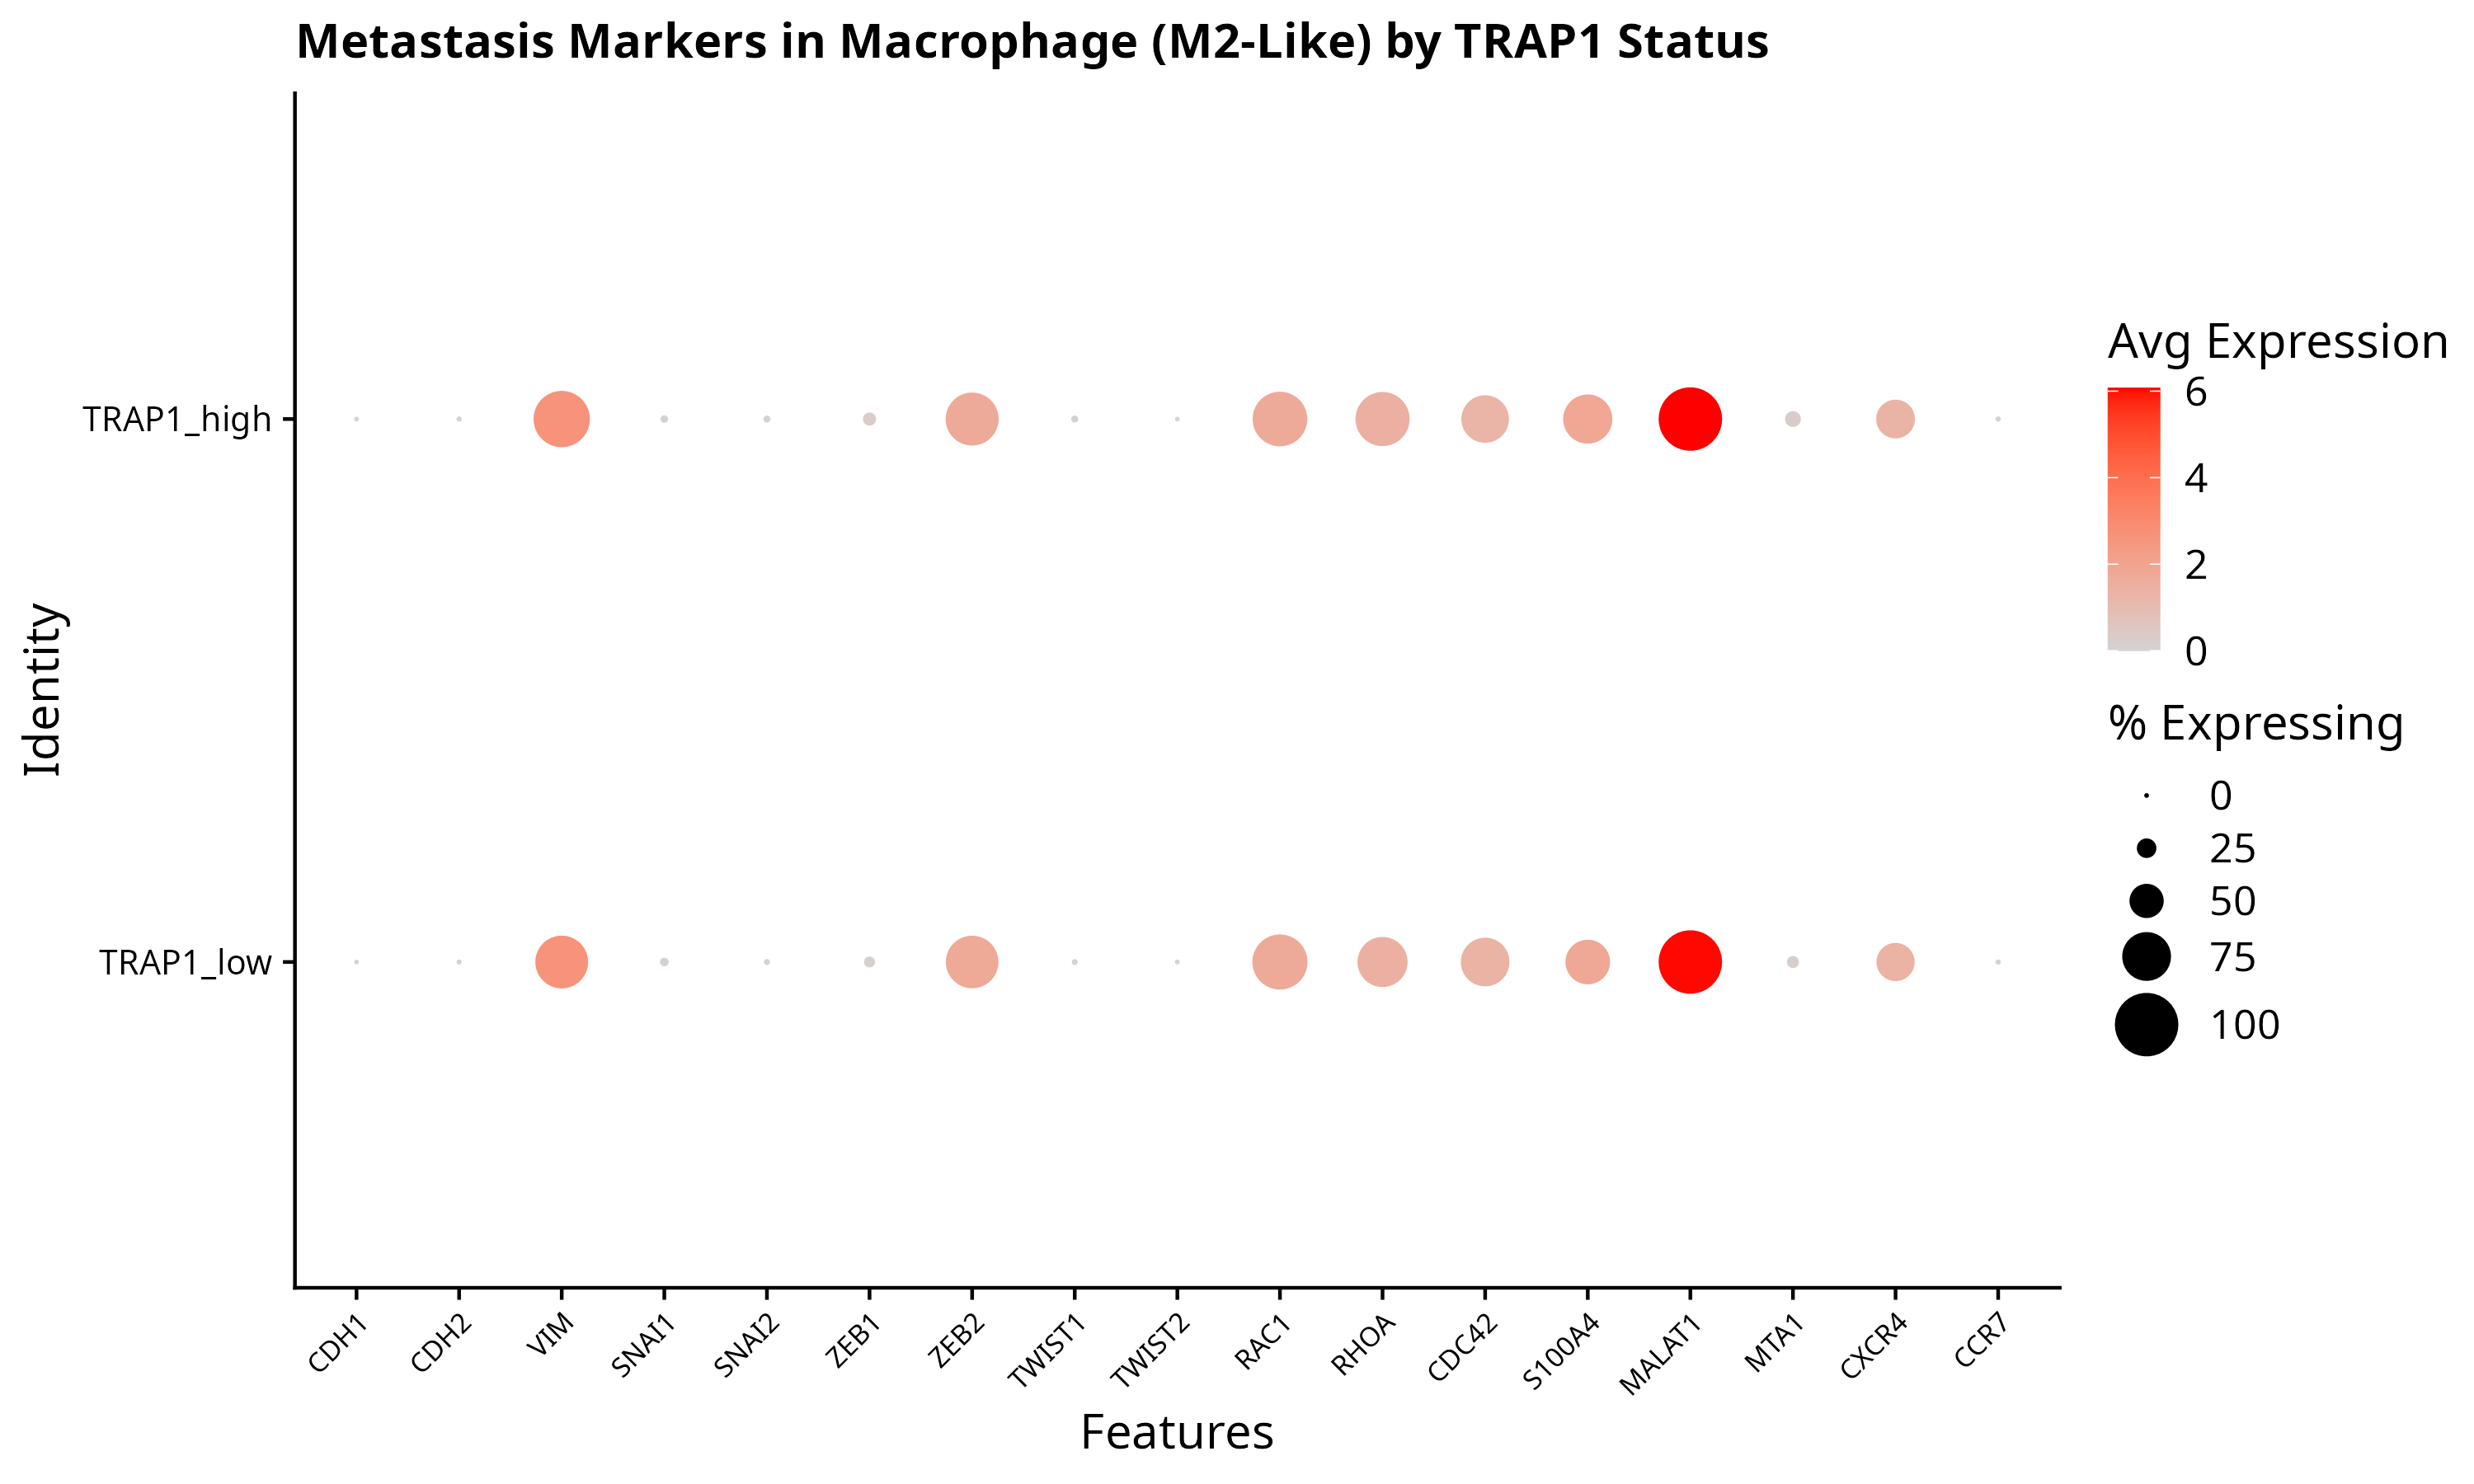 Metastasis Markers in Macrophage (M2-Like) by TRAP1 Status
Identity
TRAP1_high
TRAP1_low
CDH1
CDH2
VIM
SNAI1
SNAI2
ZEB1
ZEB2
TWIST1
TWIST2
RAC1
RHOA
CDC42
S100A4
MALAT1
MTA1
CXCR4
CCR7
Features
Avg Expression
6
4
2
0
% Expressing
0
25
50
75
100